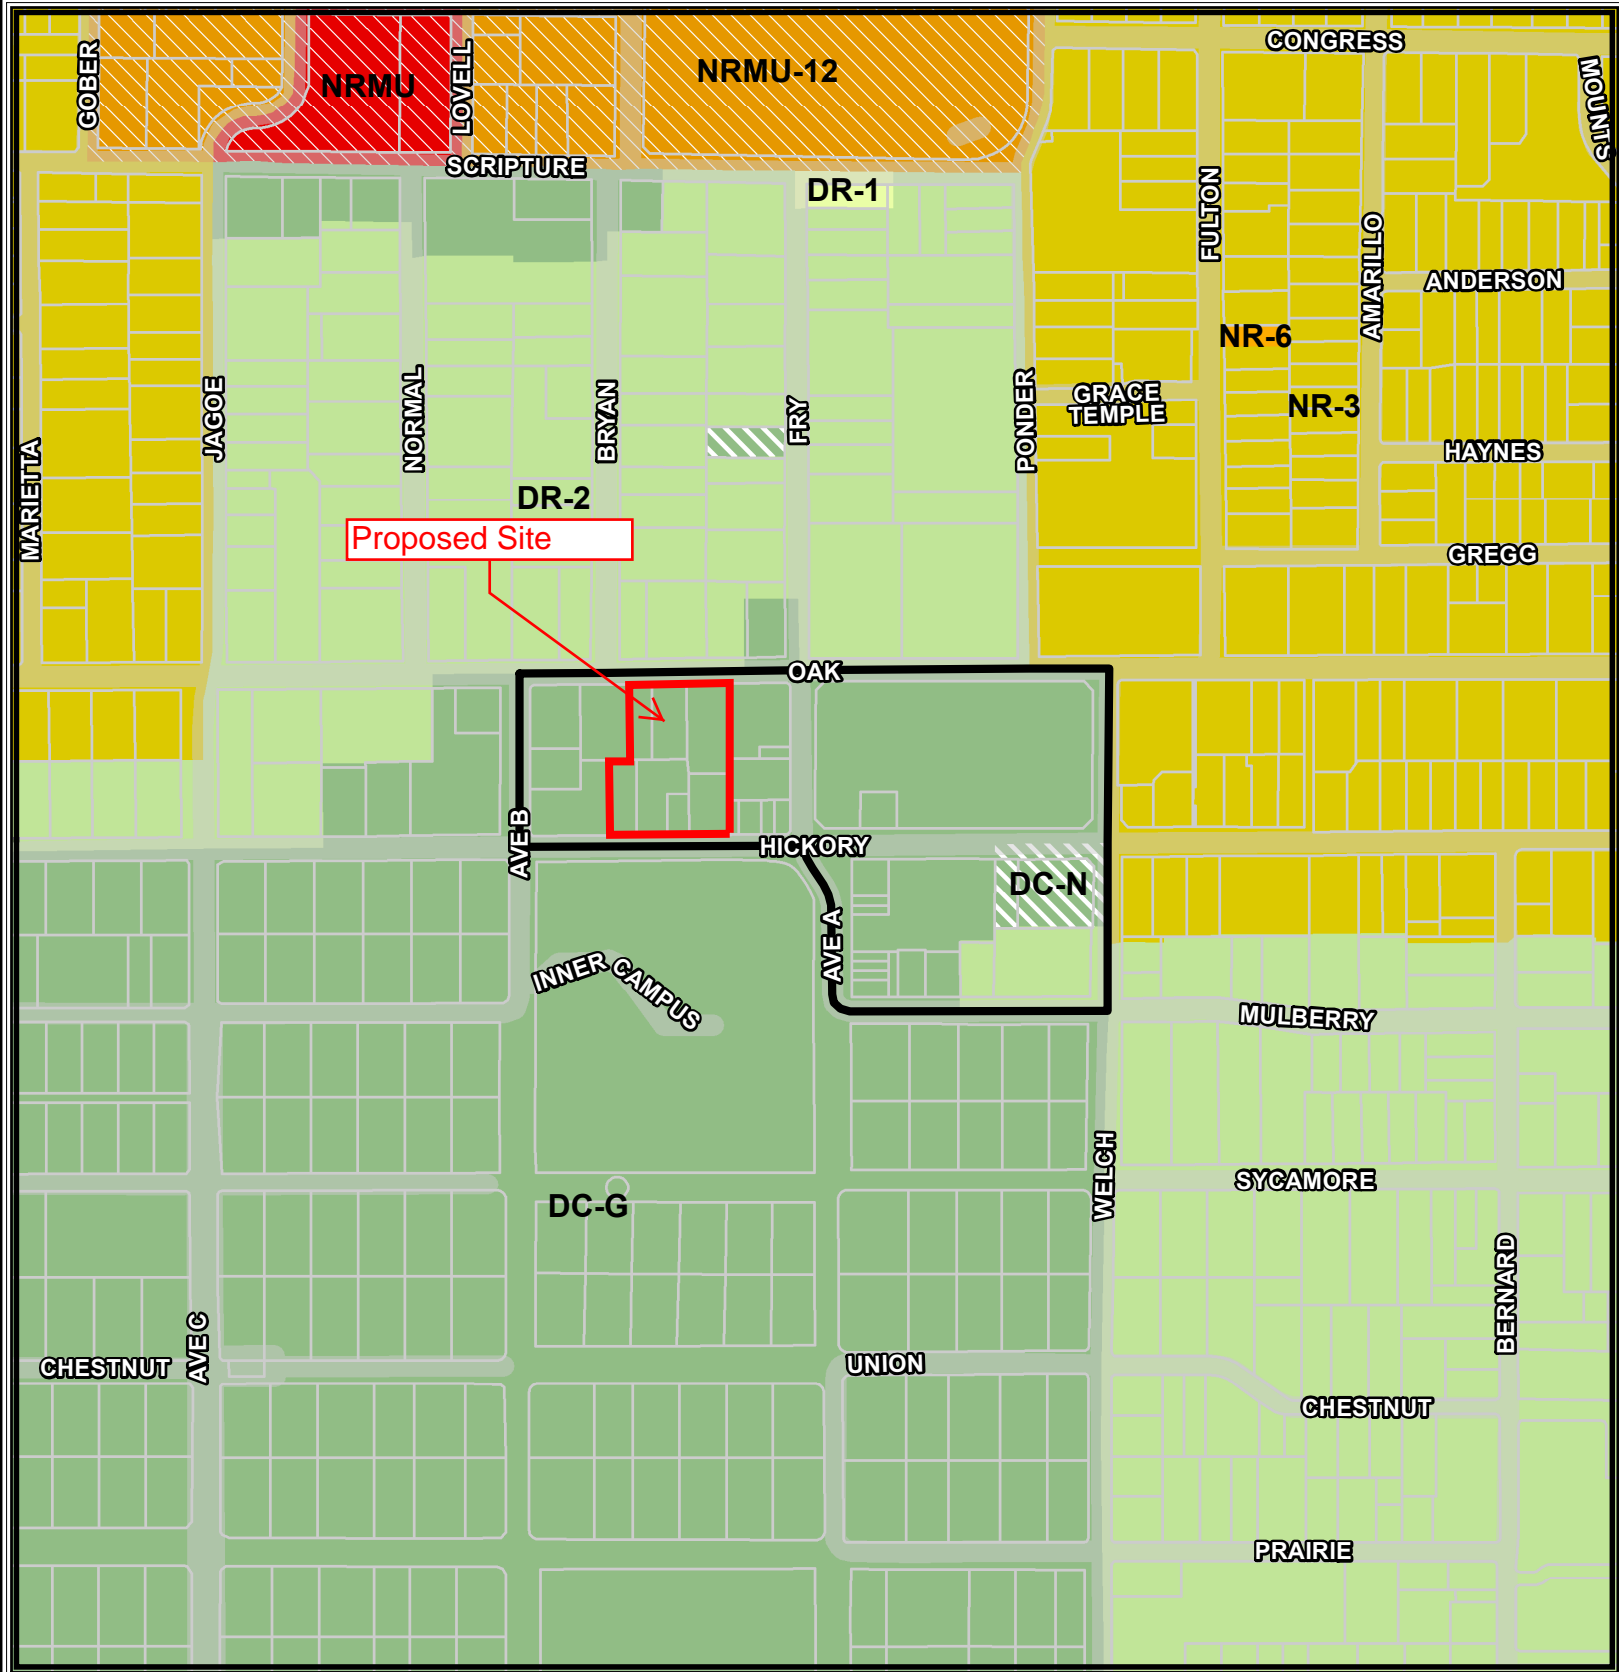 CONGRESS
GOBER
NRMU
LOVELL
NRMU-12
MOUNTS
SCRIPTURE
DR-1
FULTON
AMARILLO
ANDERSON
NR-6
JAGOE
NORMAL
BRYAN
FRY
PONDER
GRACE
TEMPLE
NR-3
MARIETTA
HAYNES
DR-2
Proposed Site
GREGG
OAK
AVE B
HICKORY
DC-N
AVE A
INNER CAMPUS
MULBERRY
WELCH
SYCAMORE
DC-G
BERNARD
AVE C
CHESTNUT
UNION
CHESTNUT
PRAIRIE